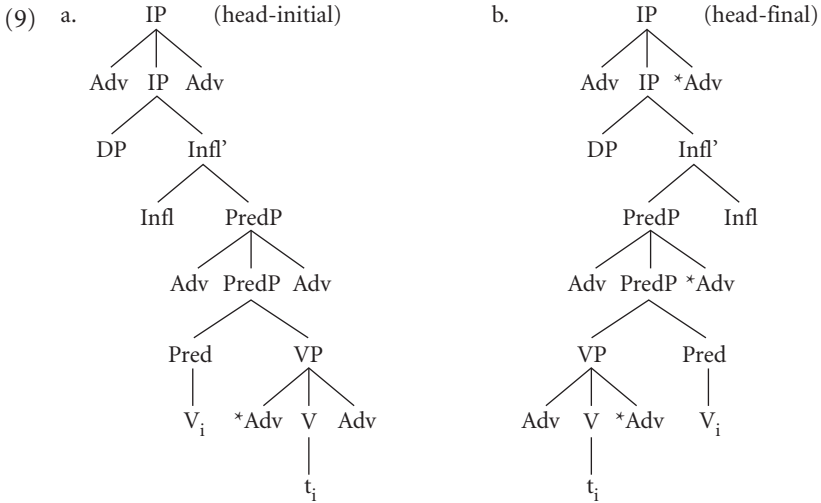 (9) a. IP (head-initial) b. IP (head-final)
Adv IP Adv Adv IP *Adv
DP Infl’ DP Infl’
Infl PredP PredP Infl
Adv PredP Adv Adv PredP *Adv
Pred VP VP Pred
Vi *Adv V Adv Adv V *Adv Vi
ti ti